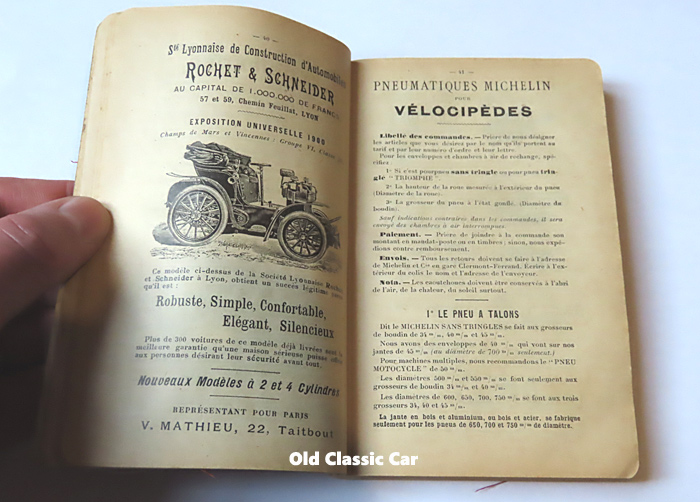 — 40 —
Sté Lyonnaise de Construction d'Automobiles
ROCHET & SCHNEIDER
AU CAPITAL DE 1.000.000 DE FRANCS
57 et 59, Chemin Feuillat, LYON
EXPOSITION UNIVERSELLE 1900
Champs de Mars et Vincennes: Groupe VI, Classe
Ce modèle ci-dessus de la Société Lyonnaise
et Schneider à Lyon, obtient un succès légitime
qu'il est :
Robuste, Simple, Confortable,
Elégant, Silencieux
Plus de 300 voitures de ce modèle déjà livrées
meilleure garantie qu'une maison sérieuse puisse
aux personnes désirant leur sécurité avant tout.
Nouveaux Modèles à 2 et 4 Cylindres
REPRÉSENTANT POUR PARIS
V. MATHIEU, 22, Taitbout
— 41 —
PNEUMATIQUES MICHELIN
POUR
VÉLOCIPÈDES
Libellé des commandes. — Prière de nous désigner
les articles que vous désirez par le nom qu'ils portent au
tarif et par leur numéro d'ordre et leur lettre.
Pour les enveloppes et chambres à air de rechange, spé-
cifier :
1° Si c'est pour pneu sans tringle ou pour pneu trin-
gle "TRIOMPHE"
2° La hauteur de la roue mesurée à l'extérieur du pneu
(Diamètre de la roue).
3° La grosseur du pneu à l'état gonflé. (Diamètre du
boudin).
Sauf indications contraires dans les commandes, il sera
envoyé des chambres à air interrompues.
Paiement. — Prière de joindre à la commande son
montant en mandat-poste ou en timbres ; sinon, nous expé-
dions contre remboursement.
Envois. — Tous les retours doivent se faire à l'adresse
de Michelin et Cie en gare Clermont-Ferrand. Ecrire à l'ex-
térieur du colis le nom et l'adresse de l'envoyeur.
Nota. — Les caoutchoucs doivent être conservés à l'abri
de l'air, de la chaleur, du soleil surtout.
1° LE PNEU A TALONS
Dit le MICHELIN SANS TRINGLES se fait aux grosseurs
de boudin de 34 m/m, 40 m/m et 45 m/m.
Nous avons des enveloppes de 40 m/m qui vont sur nos
jantes de 45 m/m (au diamètre de 700 m/m seulement)
Pour machines multiples, nous recommandons le "PNEU
MOTOCYCLE" de 50 m/m.
Les diamètres 500 m/m et 550 m/m se font seulement aux
grosseurs de boudin 34 m/m et 40 m/m.
Les diamètres de 600, 650, 700, 750 m/m se font aux trois
grosseurs 34, 40 et 45 m/m.
La jante en bois et aluminium, ou bois et acier, se fabrique
seulement pour les pneus de 650, 700 et 750 m/m de diamètre.
Old Classic Car